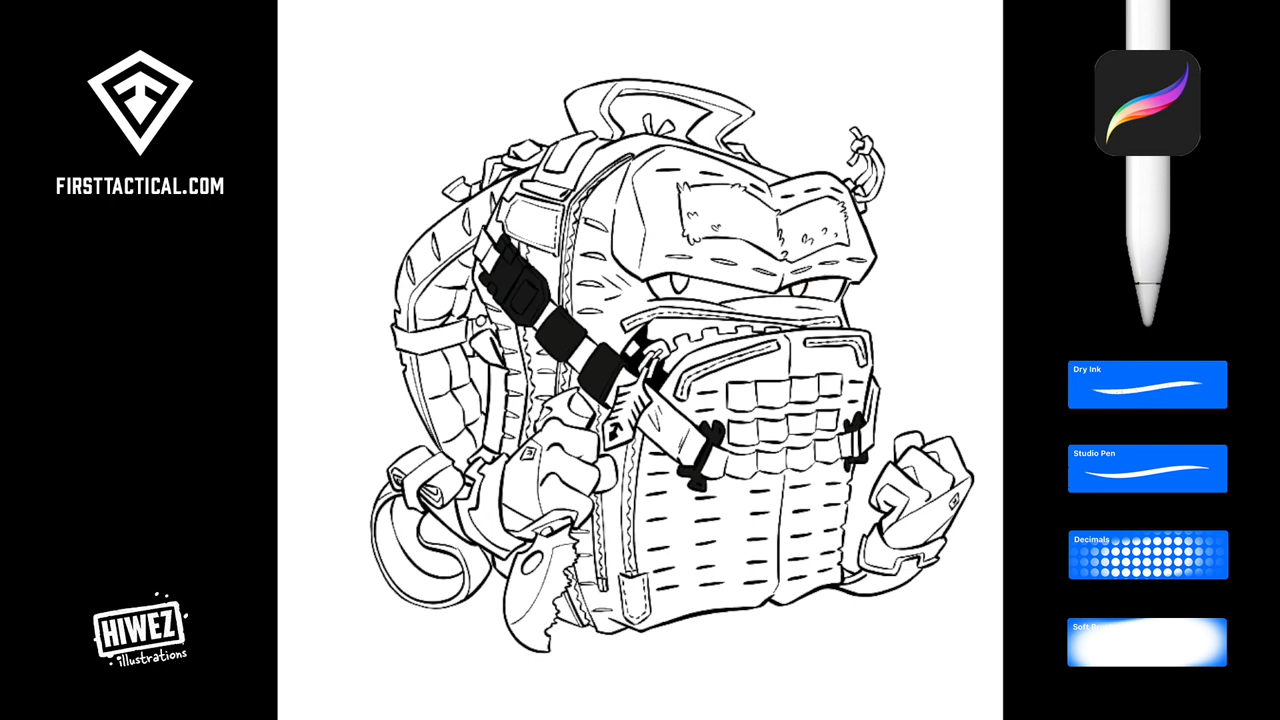 FIRSTTACTICAL.COM
HIWEZ
illustrations
Dry Ink
Studio Pen
Decimals